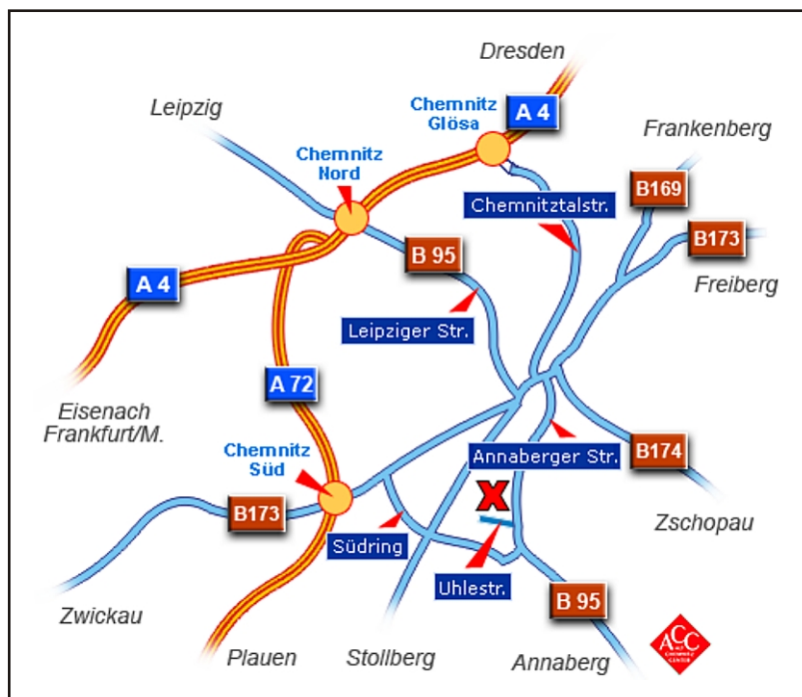 Dresden
Chemnitz
Glösa
A 4
Leipzig
Frankenberg
Chemnitz
Nord
B169
Chemnitztalstr.
B173
B 95
A 4
Freiberg
Leipziger Str.
A 72
Eisenach
Frankfurt/M.
Chemnitz
Süd
Annaberger Str.
B174
X
B173
Zschopau
Südring
Uhlestr.
B 95
Zwickau
Plauen
Stollberg
Annaberg
ACC
CENTER